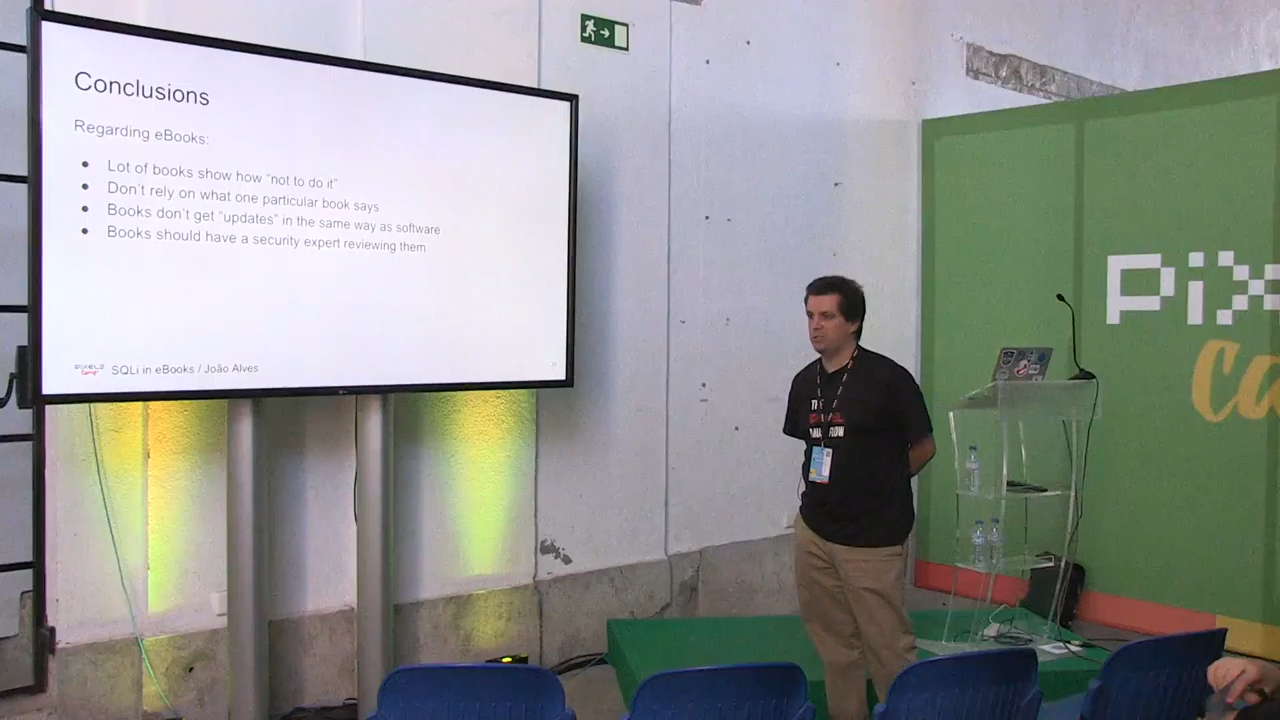 Conclusions
Regarding eBooks:
Lot of books show how “not to do it”
Don’t rely on what one particular book says
Books don’t get “updates” in the same way as software
Books should have a security expert reviewing them
PIXELS
Camp
SQLi in eBooks / João Alves
pix
Ca